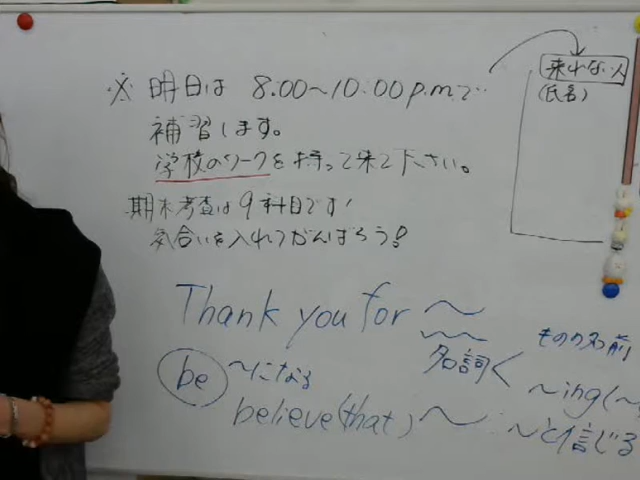 ※ 明日は 8:00～10:00 p.m.で
補習します。
学校のワークを持って来て下さい。
期末考査は9科目です!
気合いを入れてがんばろう!
来れない人
(氏名)
Thank you for ～
名詞く
ものの名前
～ing(～
be ～になる
believe(that) ～ ～と信じる